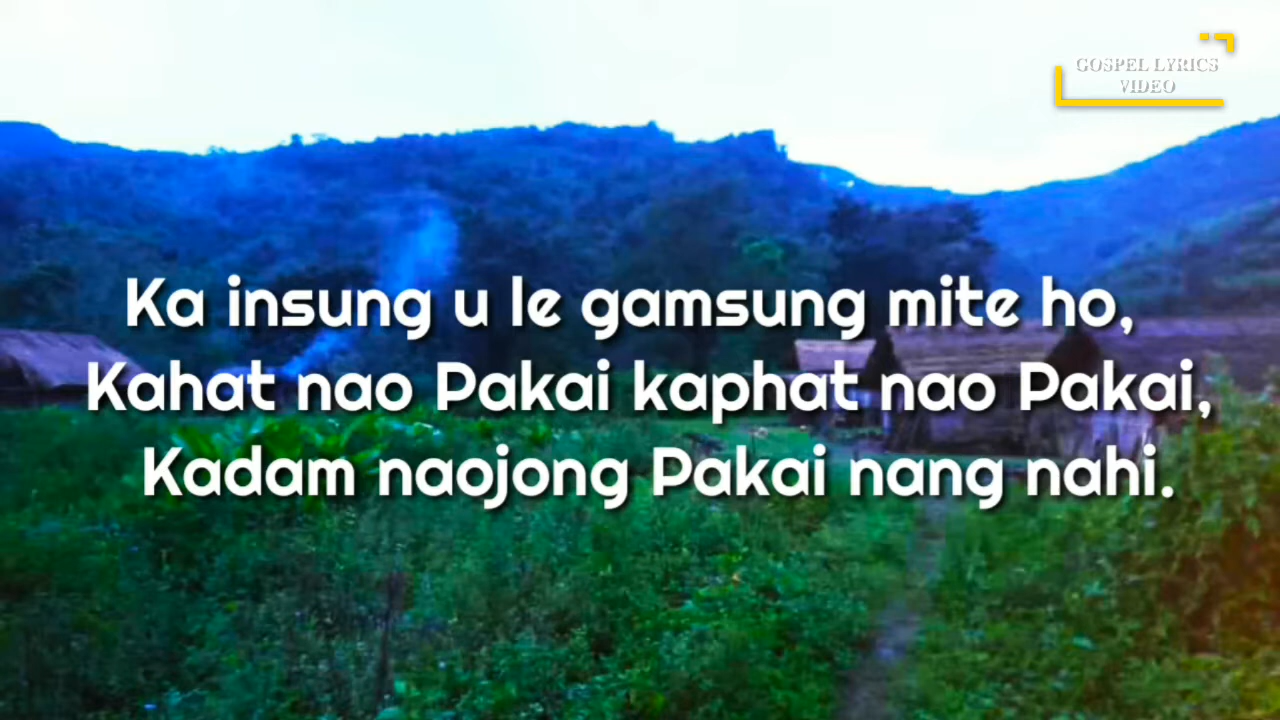 GOSPEL LYRICS
VIDEO
Ka insung u le gamsung mite ho,
Kahat nao Pakai kaphat nao Pakai,
Kadam naojong Pakai nang nahi.